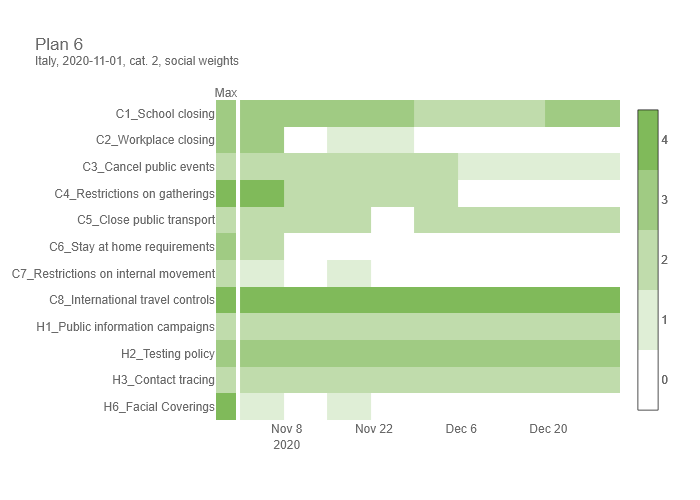 Plan 6
Italy, 2020-11-01, cat. 2, social weights
Max
C1_School closing
C2_Workplace closing
C3_Cancel public events
C4_Restrictions on gatherings
C5_Close public transport
C6_Stay at home requirements
C7_Restrictions on internal movement
C8_International travel controls
H1_Public information campaigns
H2_Testing policy
H3_Contact tracing
H6_Facial Coverings
Nov 8
2020
Nov 22
Dec 6
Dec 20
4
3
2
1
0